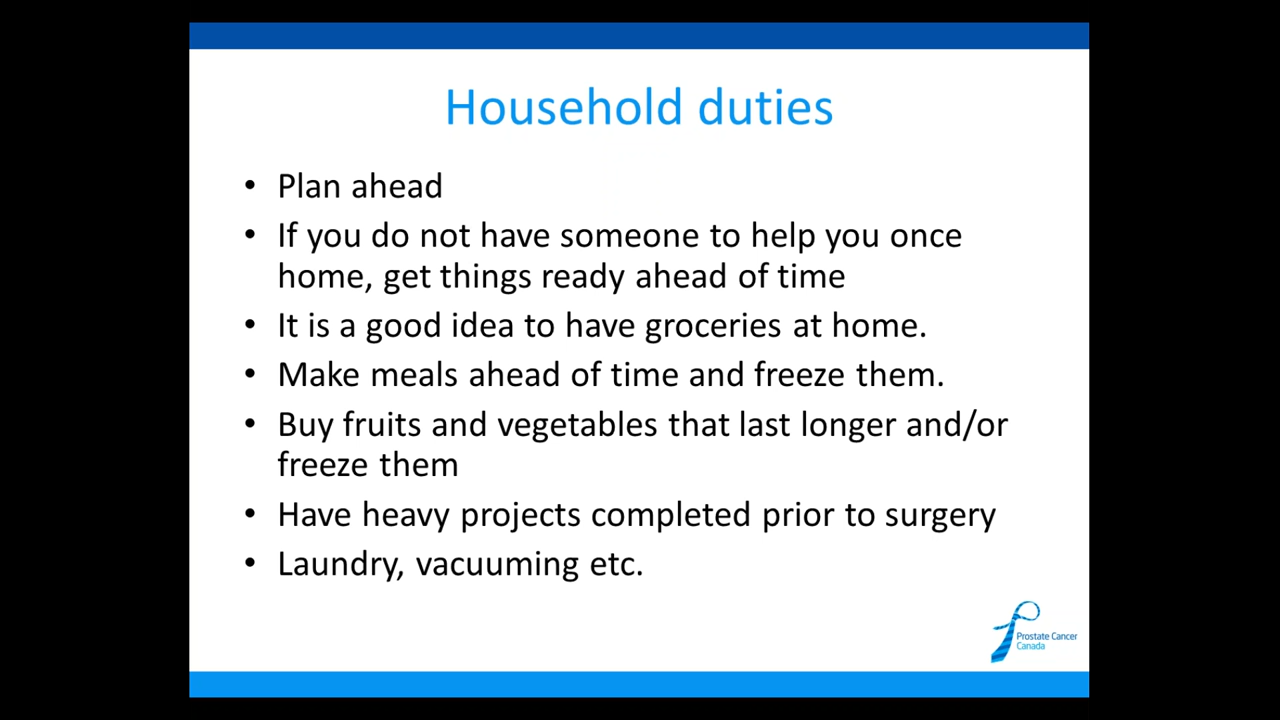 Household duties
• Plan ahead
• If you do not have someone to help you once
home, get things ready ahead of time
• It is a good idea to have groceries at home.
• Make meals ahead of time and freeze them.
• Buy fruits and vegetables that last longer and/or
freeze them
• Have heavy projects completed prior to surgery
• Laundry, vacuuming etc.
Prostate Cancer
Canada